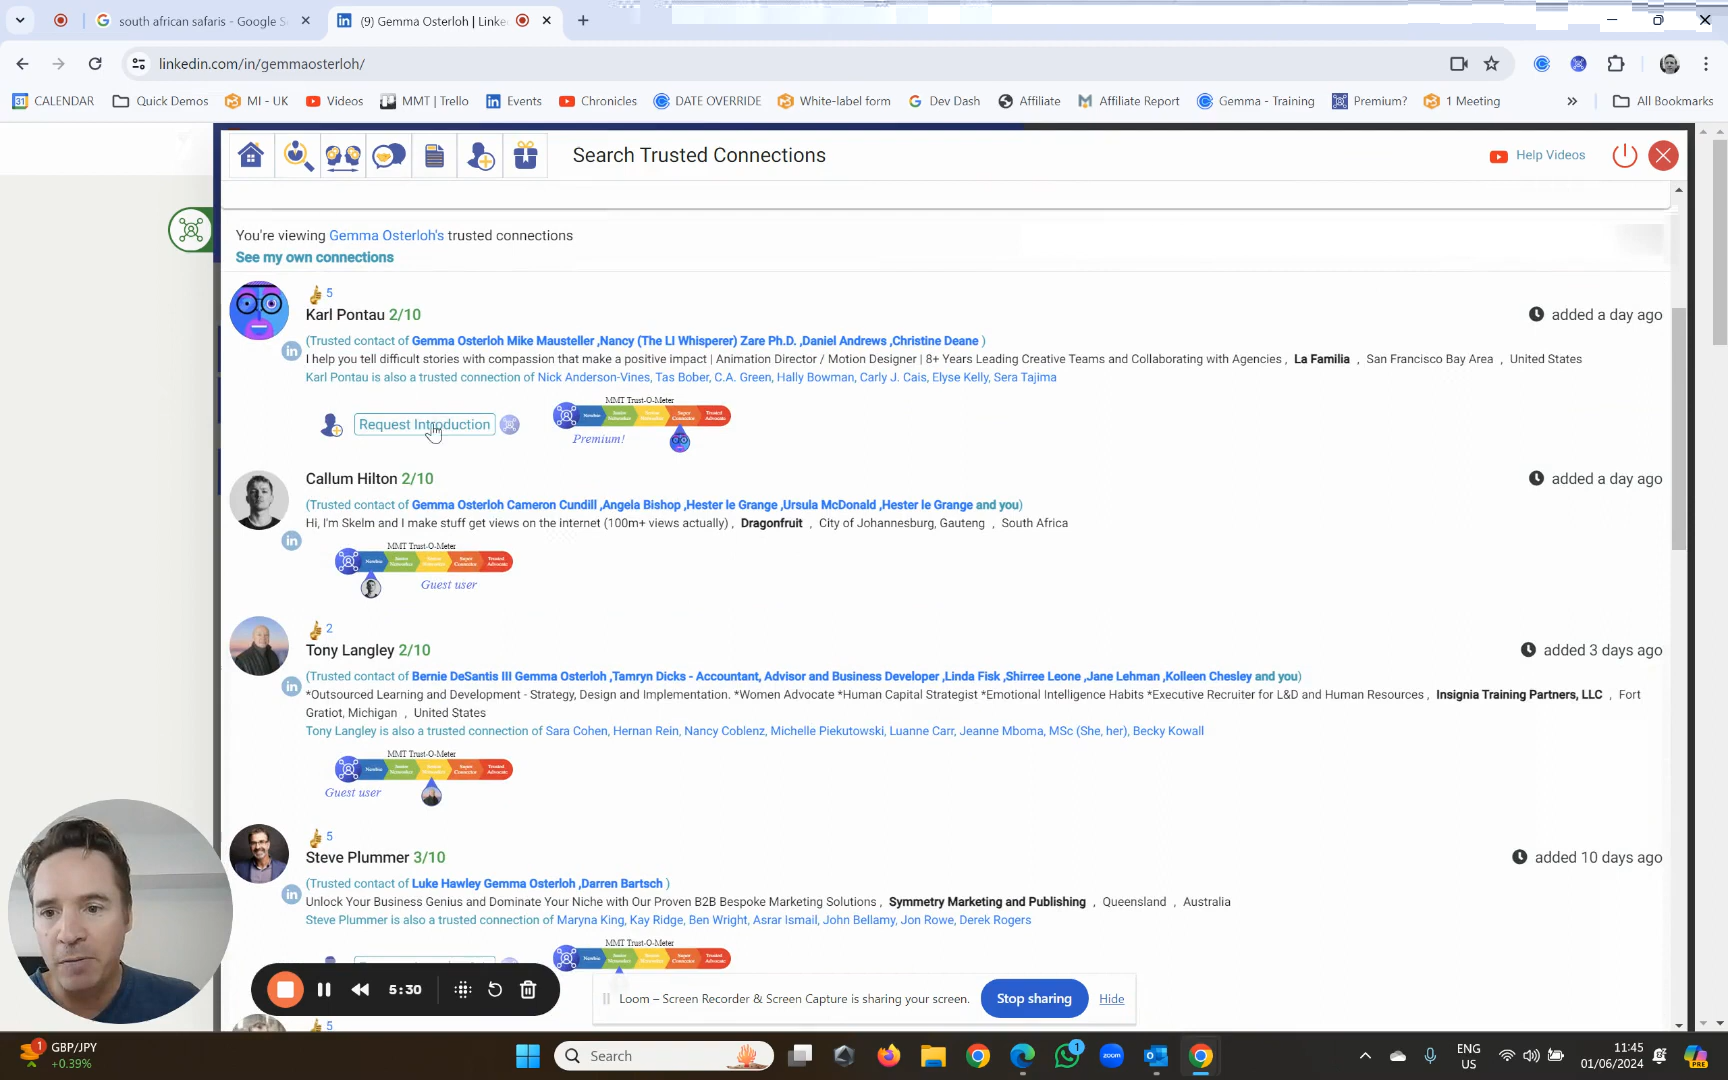 south african safaris - Google S
(9) Gemma Osterloh | Linke
linkedin.com/in/gemmaosterloh/
CALENDAR
Quick Demos
MI - UK
Videos
MMT | Trello
Events
Chronicles
DATE OVERRIDE
White-label form
Dev Dash
Affiliate
Affiliate Report
Gemma - Training
Premium?
1 Meeting
All Bookmarks
Search Trusted Connections
Help Videos
You're viewing Gemma Osterloh's trusted connections
See my own connections
5
Karl Pontau 2/10
added a day ago
(Trusted contact of Gemma Osterloh Mike Mausteller ,Nancy (The LI Whisperer) Zare Ph.D. ,Daniel Andrews ,Christine Deane )
I help you tell difficult stories with compassion that make a positive impact | Animation Director / Motion Designer | 8+ Years Leading Creative Teams and Collaborating with Agencies , La Familia , San Francisco Bay Area , United States
Karl Pontau is also a trusted connection of Nick Anderson-Vines, Tas Bober, C.A. Green, Hally Bowman, Carly J. Cais, Elyse Kelly, Sera Tajima
MMT Trust-O-Meter
Request Introduction
Premium!
Callum Hilton 2/10
added a day ago
(Trusted contact of Gemma Osterloh Cameron Cundill ,Angela Bishop ,Hester le Grange ,Ursula McDonald ,Hester le Grange and you)
Hi, I'm Skelm and I make stuff get views on the internet (100m+ views actually) , Dragonfruit , City of Johannesburg, Gauteng , South Africa
MMT Trust-O-Meter
Guest user
2
Tony Langley 2/10
added 3 days ago
(Trusted contact of Bernie DeSantis III Gemma Osterloh ,Tamryn Dicks - Accountant, Advisor and Business Developer ,Linda Fisk ,Shirree Leone ,Jane Lehman ,Kolleen Chesley and you)
*Outsourced Learning and Development - Strategy, Design and Implementation. *Women Advocate *Human Capital Strategist *Emotional Intelligence Habits *Executive Recruiter for L&D and Human Resources , Insignia Training Partners, LLC , Fort
Gratiot, Michigan , United States
Tony Langley is also a trusted connection of Sara Cohen, Hernan Rein, Nancy Coblenz, Michelle Piekutowski, Luanne Carr, Jeanne Mboma, MSc (She, her), Becky Kowall
MMT Trust-O-Meter
Guest user
5
Steve Plummer 3/10
added 10 days ago
(Trusted contact of Luke Hawley Gemma Osterloh ,Darren Bartsch )
Unlock Your Business Genius and Dominate Your Niche with Our Proven B2B Bespoke Marketing Solutions , Symmetry Marketing and Publishing , Queensland , Australia
Steve Plummer is also a trusted connection of Maryna King, Kay Ridge, Ben Wright, Asrar Ismail, John Bellamy, Jon Rowe, Derek Rogers
MMT Trust-O-Meter
5:30
Loom – Screen Recorder & Screen Capture is sharing your screen.
Stop sharing
Hide
5
1
GBP/JPY
+0.39%
Search
zoom
1
ENG
US
11:45
01/06/2024
PRE